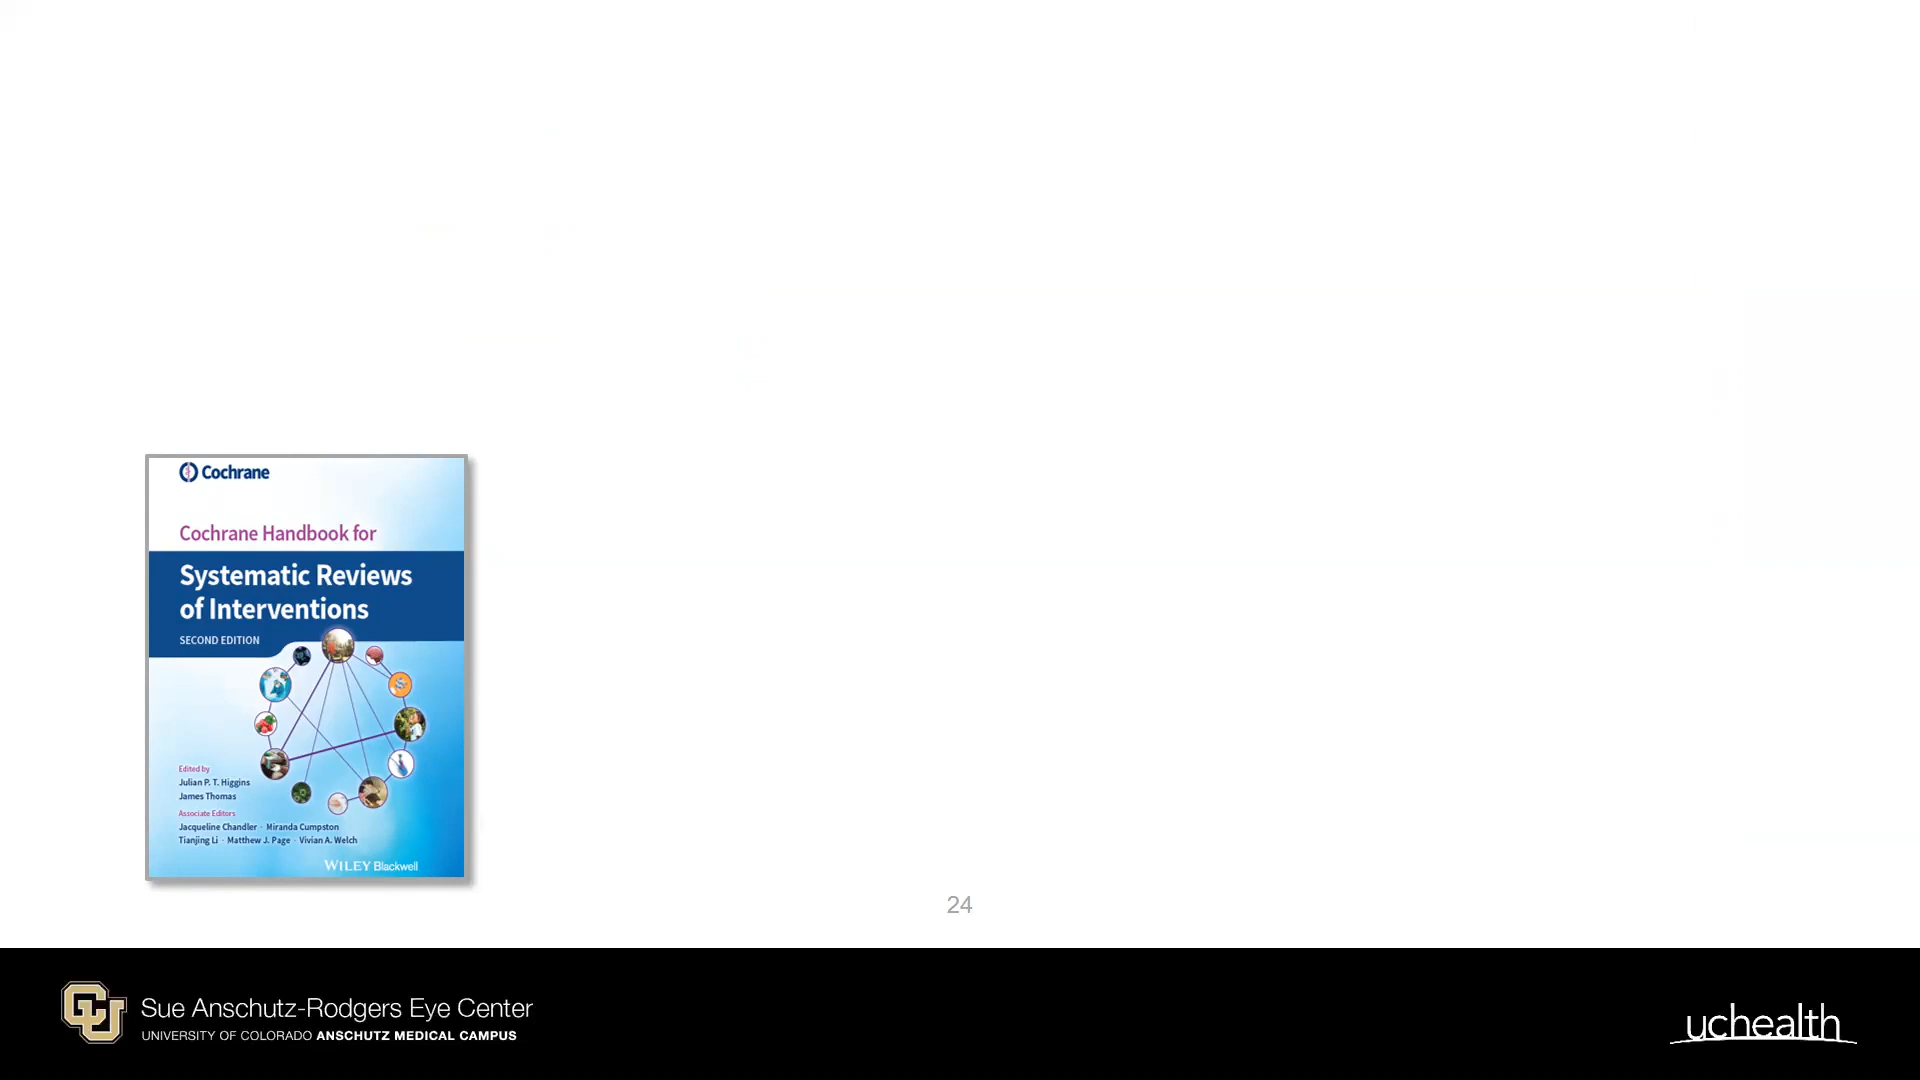 Cochrane
Cochrane Handbook for
Systematic Reviews
of Interventions
SECOND EDITION
Edited by
Julian P. T. Higgins
James Thomas
Associate Editors
Jacqueline Chandler · Miranda Cumpston
Tianjing Li · Matthew J. Page · Vivian A. Welch
WILEY Blackwell
24
CU
Sue Anschutz-Rodgers Eye Center
UNIVERSITY OF COLORADO ANSCHUTZ MEDICAL CAMPUS
uchealth